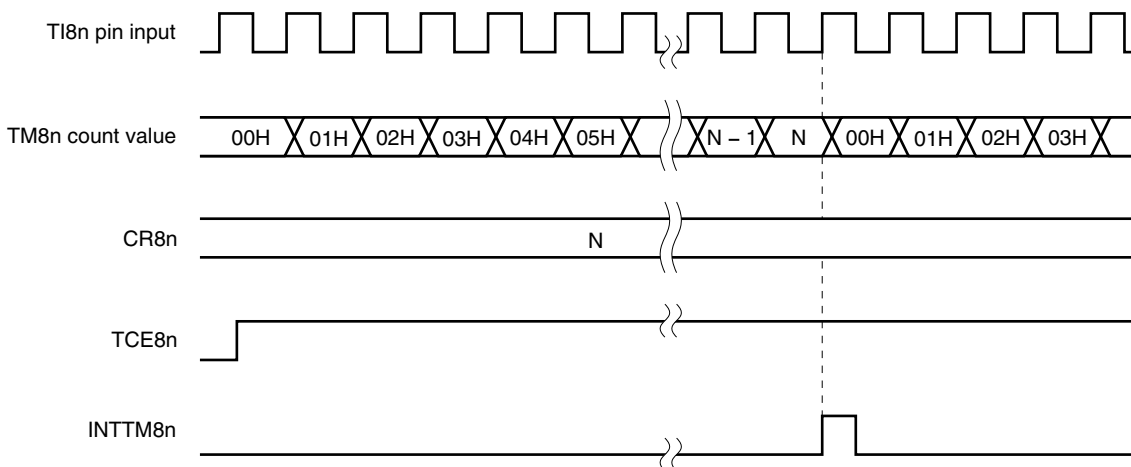 TI8n pin input
TM8n count value 00H 01H 02H 03H 04H 05H N − 1 N 00H 01H 02H 03H
CR8n N
TCE8n
INTTM8n